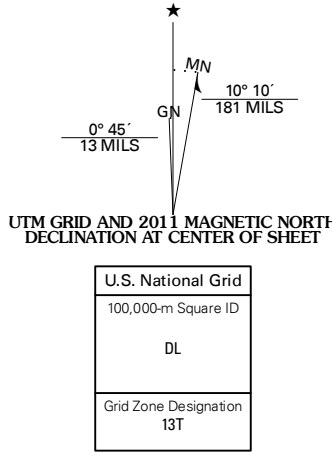 ★
MN
GN
10° 10´
181 MILS
0° 45´
13 MILS
UTM GRID AND 2011 MAGNETIC NORTH
DECLINATION AT CENTER OF SHEET
U.S. National Grid
100,000-m Square ID
DL
Grid Zone Designation
13T